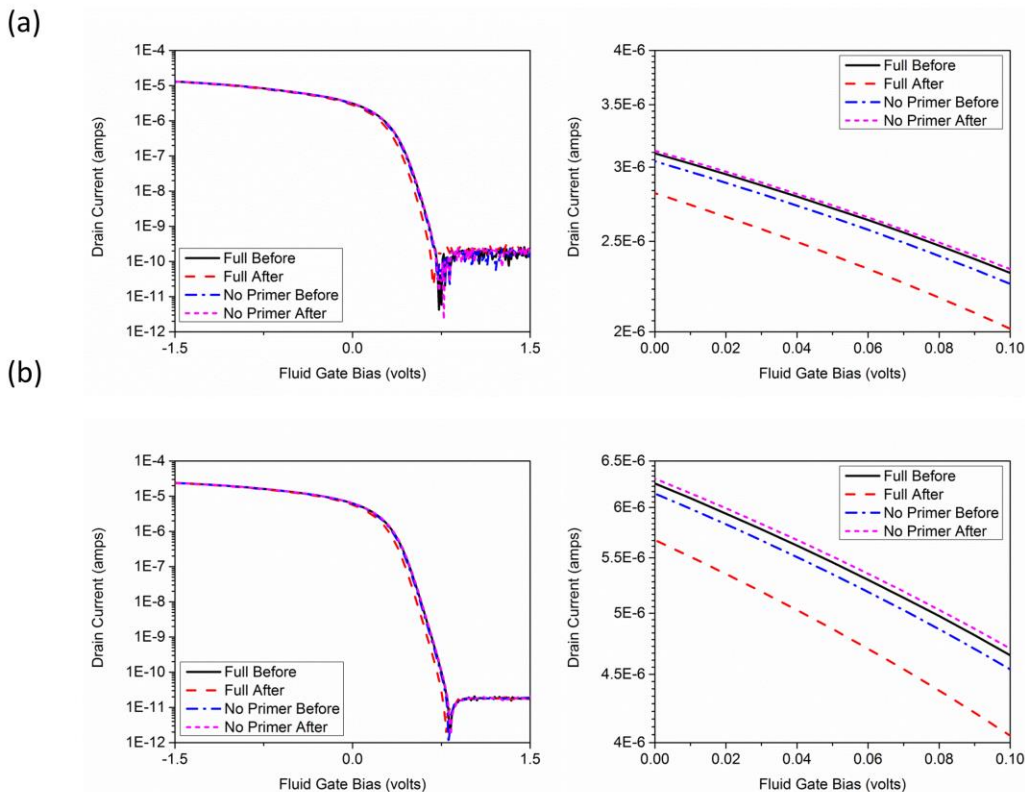 (a)
1E-4
1E-5
1E-6
1E-7
1E-8
1E-9
1E-10
1E-11
1E-12
Drain Current (amps)
Full Before
Full After
No Primer Before
No Primer After
-1.5
0.0
1.5
Fluid Gate Bias (volts)
4E-6
3.5E-6
3E-6
2.5E-6
2E-6
Drain Current (amps)
Full Before
Full After
No Primer Before
No Primer After
0.00
0.02
0.04
0.06
0.08
0.10
Fluid Gate Bias (volts)
(b)
1E-4
1E-5
1E-6
1E-7
1E-8
1E-9
1E-10
1E-11
1E-12
Drain Current (amps)
Full Before
Full After
No Primer Before
No Primer After
-1.5
0.0
1.5
Fluid Gate Bias (volts)
6.5E-6
6E-6
5.5E-6
5E-6
4.5E-6
4E-6
Drain Current (amps)
Full Before
Full After
No Primer Before
No Primer After
0.00
0.02
0.04
0.06
0.08
0.10
Fluid Gate Bias (volts)